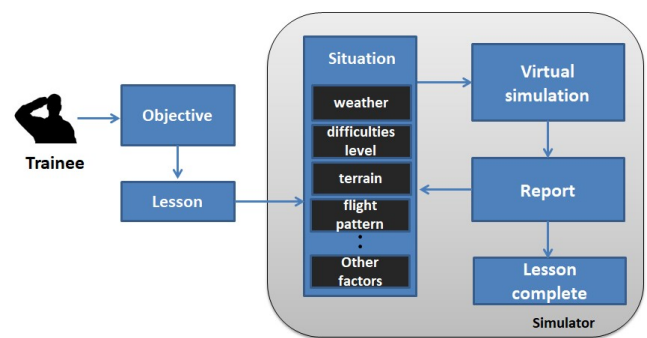 Trainee
Objective
Lesson
Situation
weather
difficulties
level
terrain
flight
pattern
Other
factors
Virtual
simulation
Report
Lesson
complete
Simulator